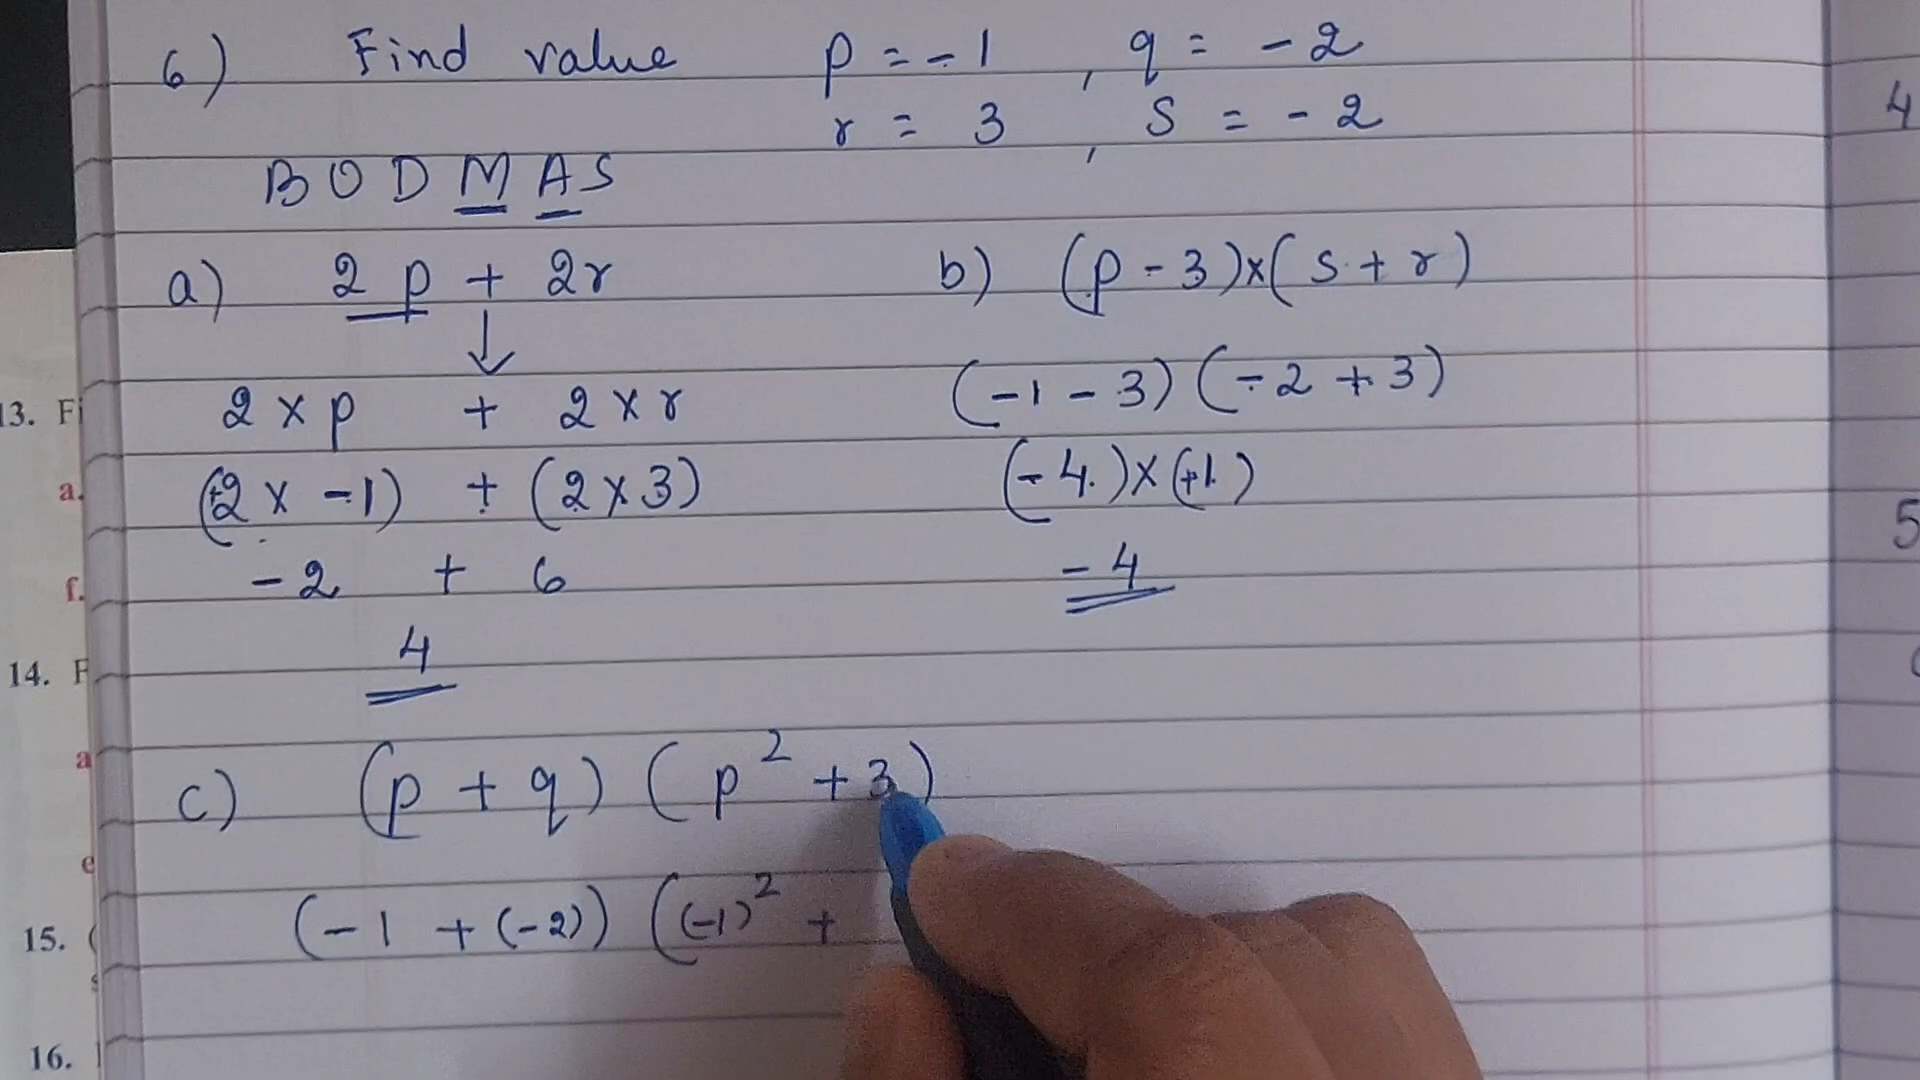 6) Find value p = -1 , q = -2
r = 3 , s = -2
BODMAS
a) 2p + 2r
2 × p + 2 × r
(+2 × -1) + (2 × 3)
-2 + 6
4
b) (p - 3) × (s + r)
(-1 - 3) (-2 + 3)
(-4) × (+1)
-4
c) (p + q) (p² + 3)
(-1 + (-2)) ((-1)² +
13. Fi
a.
f.
14. F
a
e
15. (
16.
4
5